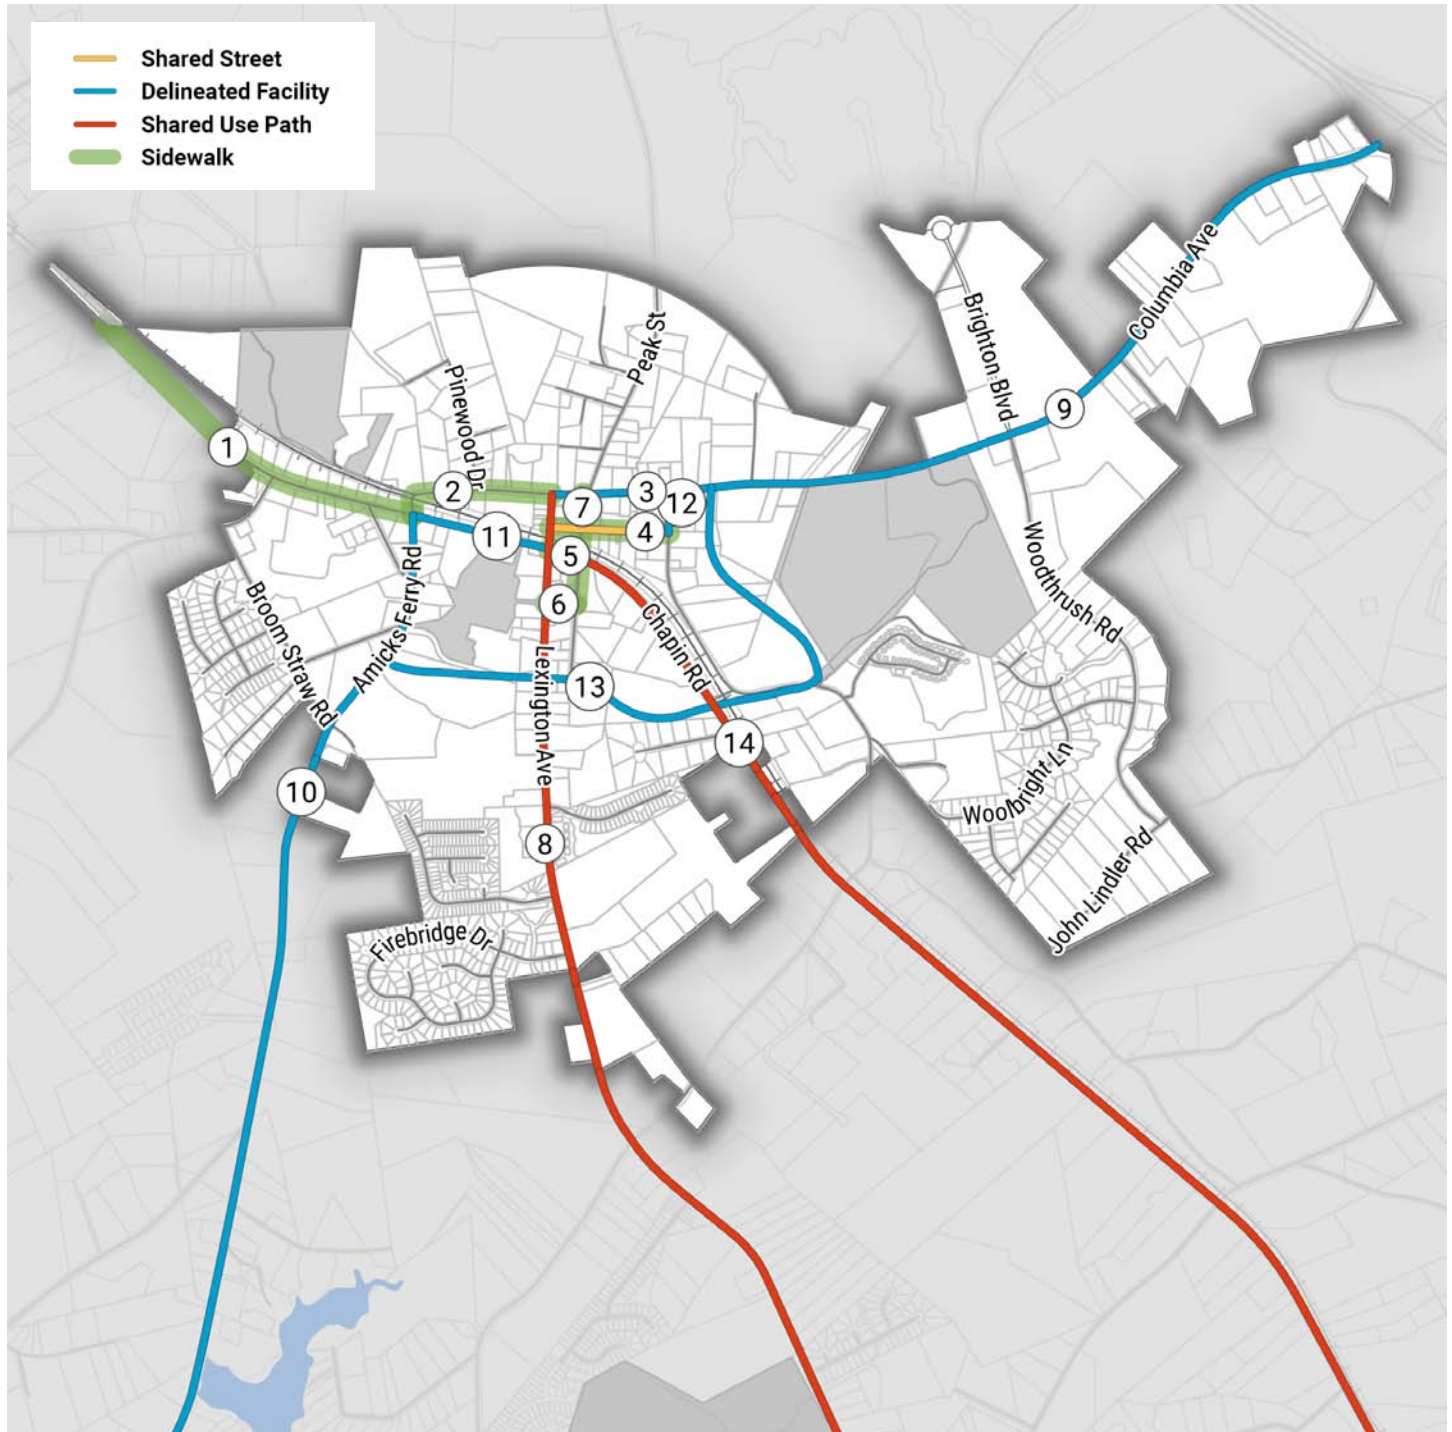 Shared Street
Delineated Facility
Shared Use Path
Sidewalk
Columbia Ave
Brighton Blvd
Peak St
Pinewood Dr
9
1
2
7
3
12
11
4
5
6
Woodthrush Rd
Broom Straw Rd
Amicks Ferry Rd
Chapin Rd
Lexington Ave
13
14
10
8
Woolbright Ln
John Lindler Rd
Firebridge Dr